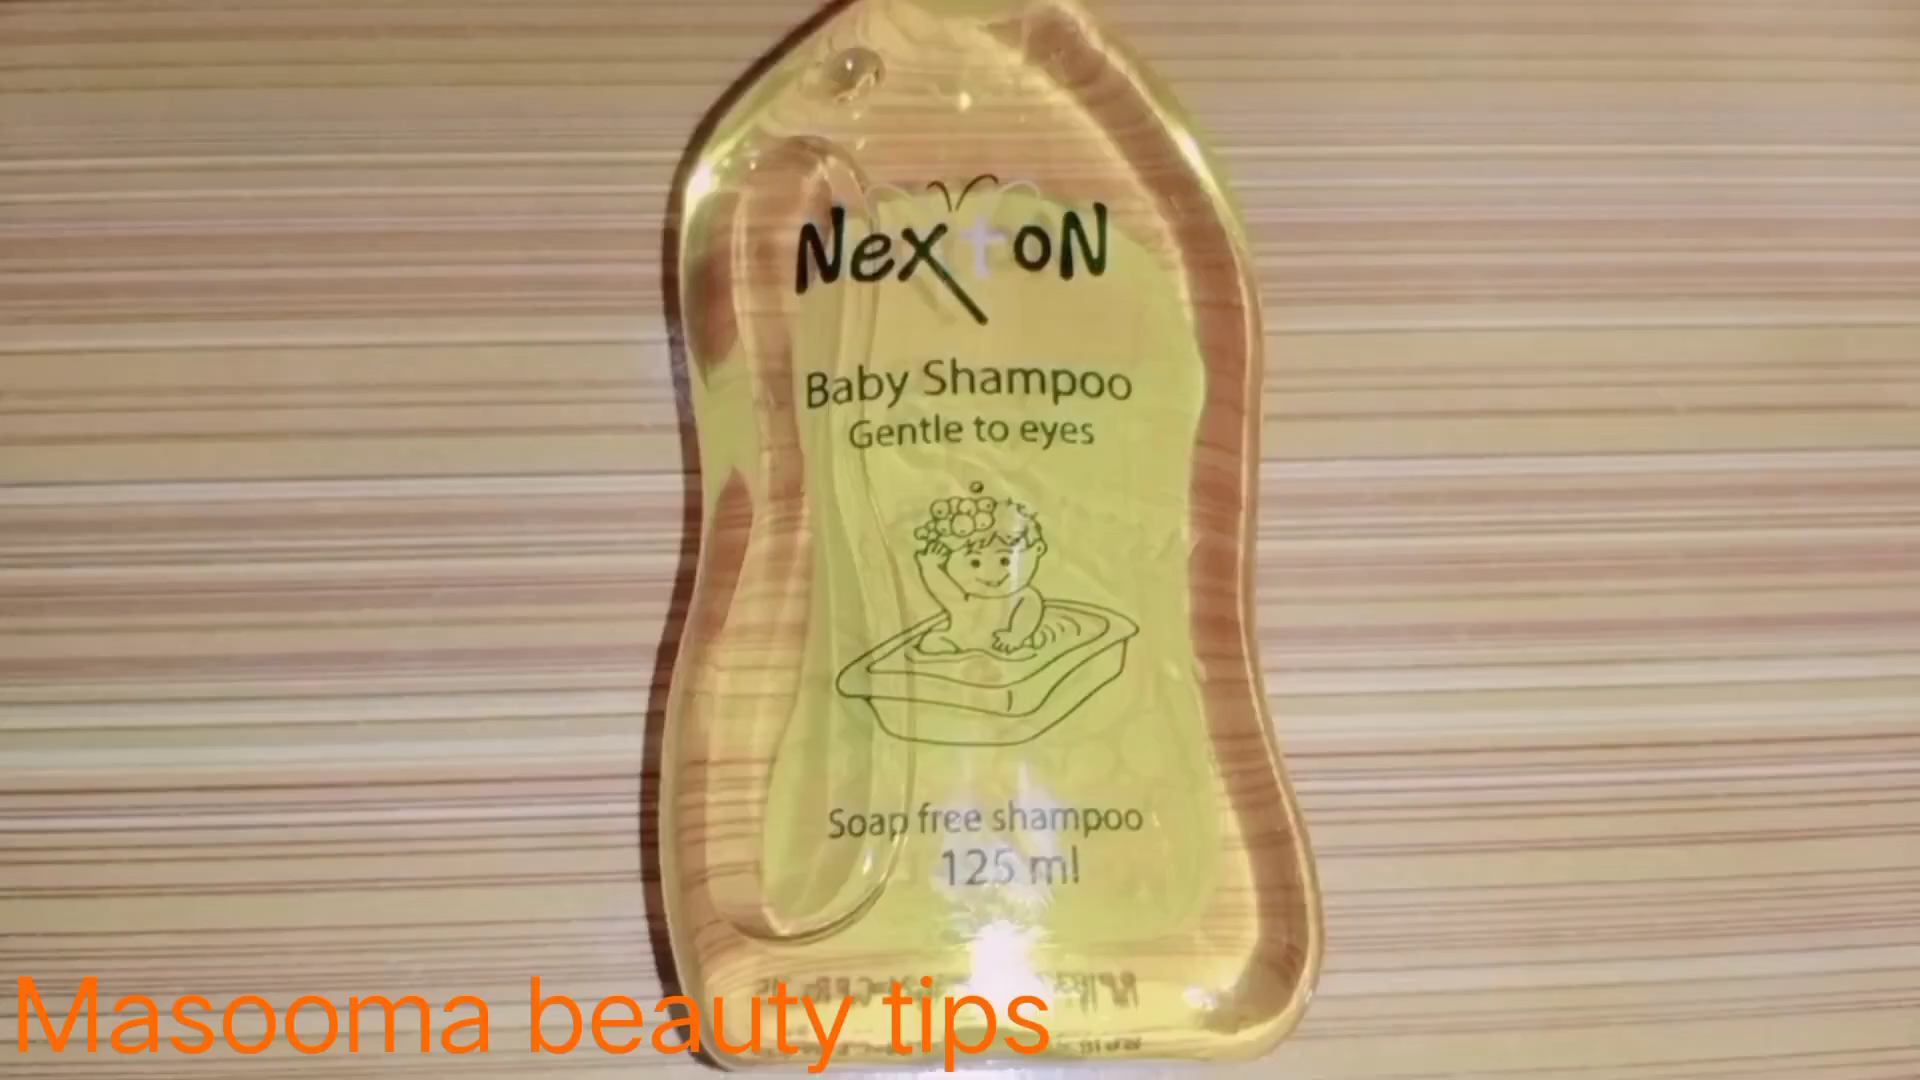 NextoN
Baby Shampoo
Gentle to eyes
Soap free shampoo
125 ml
Masooma beauty tips